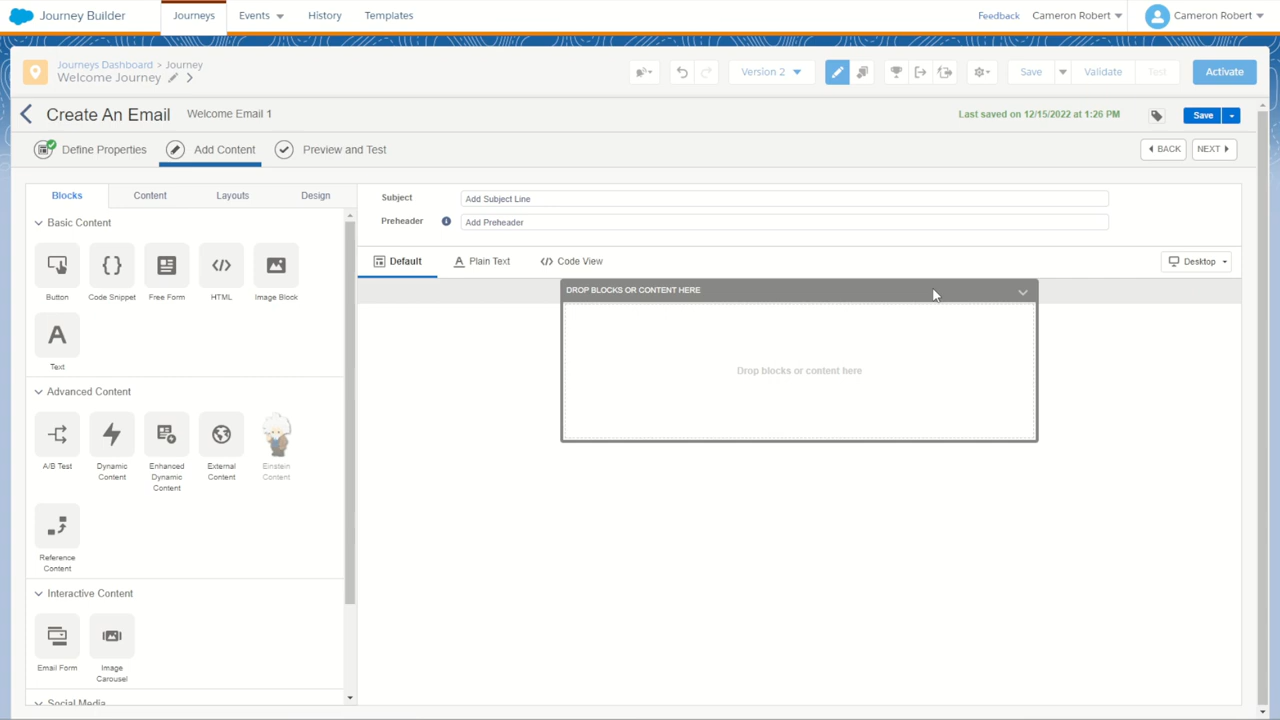 Journey Builder
Journeys
Events
History
Templates
Feedback
Cameron Robert
Cameron Robert
Journeys Dashboard > Journey
Welcome Journey
Version 2
Save
Validate
Test
Activate
Create An Email
Welcome Email 1
Last saved on 12/15/2022 at 1:26 PM
Save
Define Properties
Add Content
Preview and Test
BACK
NEXT
Blocks
Content
Layouts
Design
Subject
Add Subject Line
Preheader
Add Preheader
Basic Content
Button
Code Snippet
Free Form
HTML
Image Block
Text
Default
Plain Text
Code View
Desktop
DROP BLOCKS OR CONTENT HERE
Drop blocks or content here
Advanced Content
A/B Test
Dynamic
Content
Enhanced
Dynamic
Content
External
Content
Einstein
Content
Reference
Content
Interactive Content
Email Form
Image
Carousel
Social Media